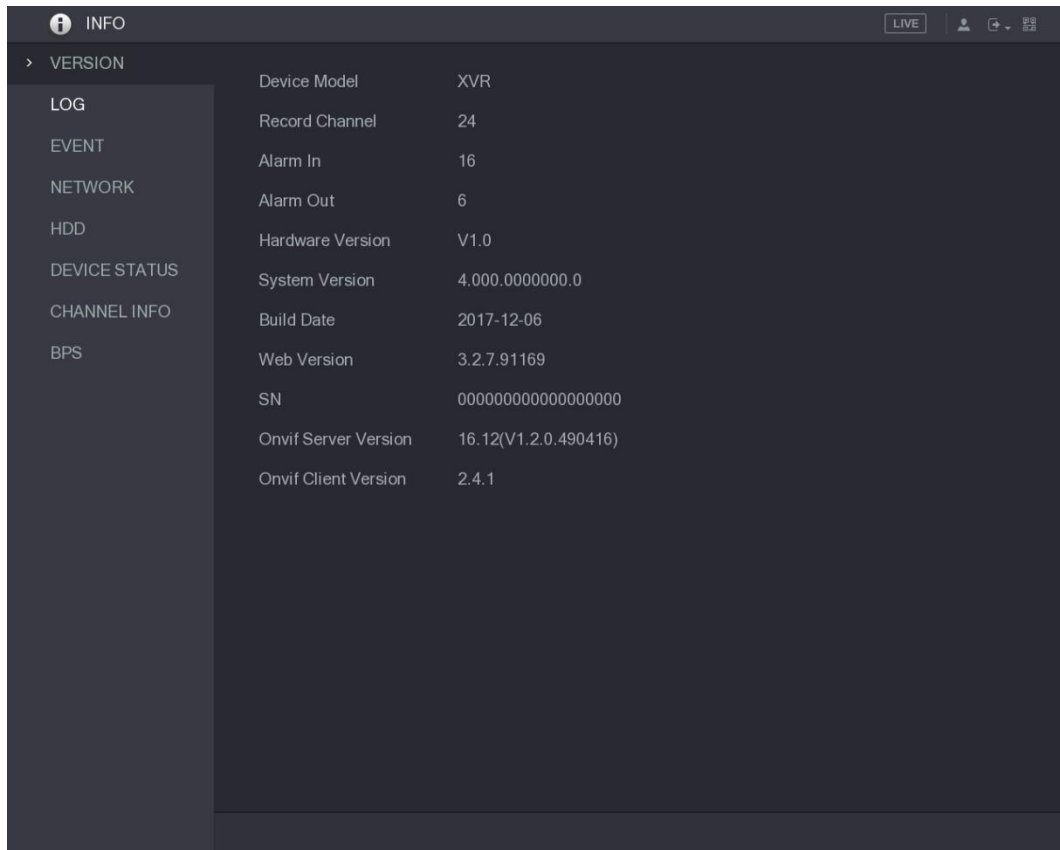 INFO
LIVE
VERSION
LOG
EVENT
NETWORK
HDD
DEVICE STATUS
CHANNEL INFO
BPS
Device Model XVR
Record Channel 24
Alarm In 16
Alarm Out 6
Hardware Version V1.0
System Version 4.000.0000000.0
Build Date 2017-12-06
Web Version 3.2.7.91169
SN 000000000000000000
Onvif Server Version 16.12(V1.2.0.490416)
Onvif Client Version 2.4.1